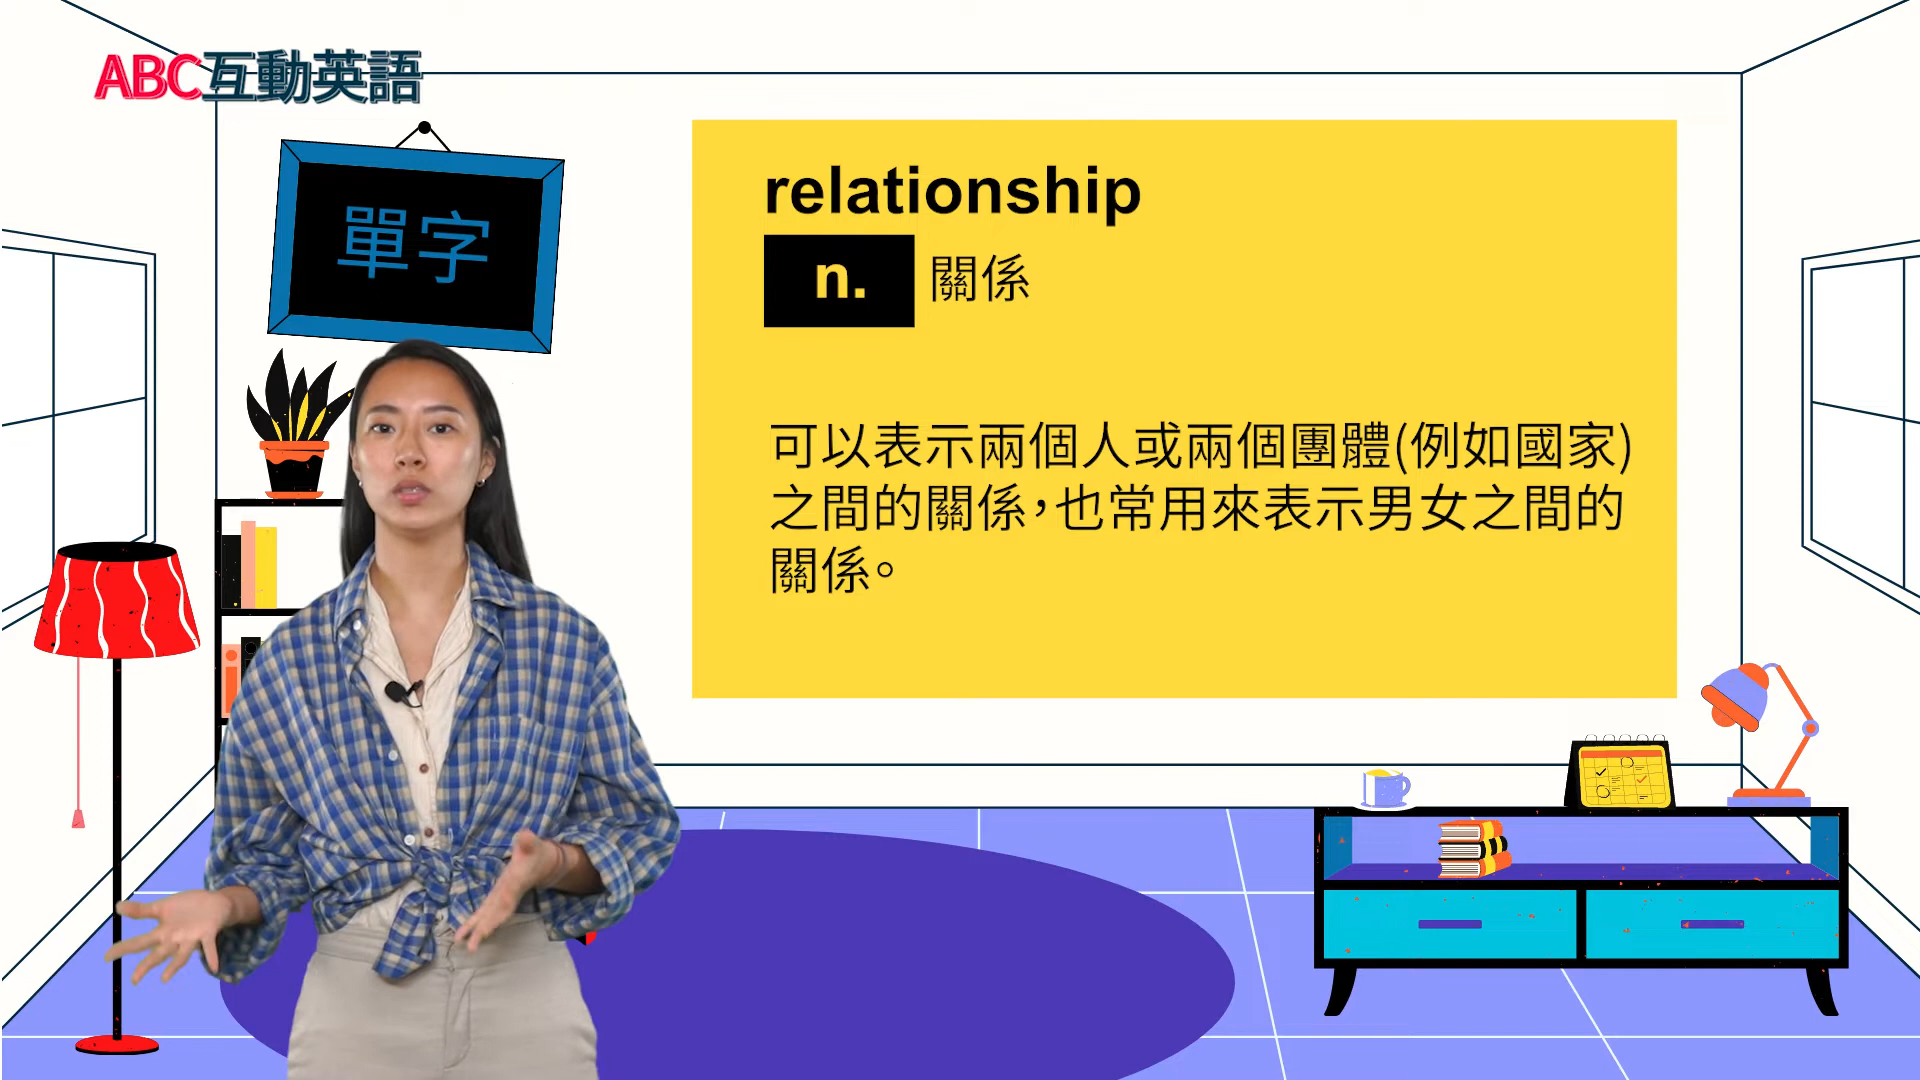 ABC互動英語
單字
relationship
n. 關係
可以表示兩個人或兩個團體(例如國家)
之間的關係，也常用來表示男女之間的
關係。